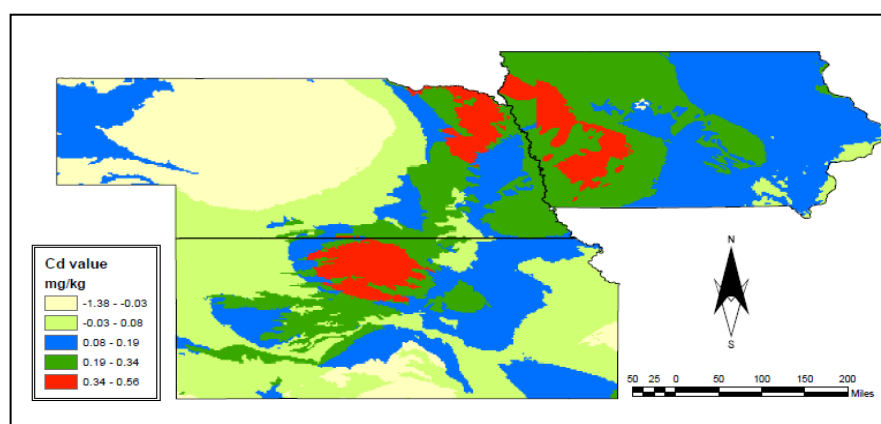 Cd value
mg/kg
-1.38 - -0.03
-0.03 - 0.08
0.08 - 0.19
0.19 - 0.34
0.34 - 0.56
N
S
50 25 0 50 100 150 200
Miles